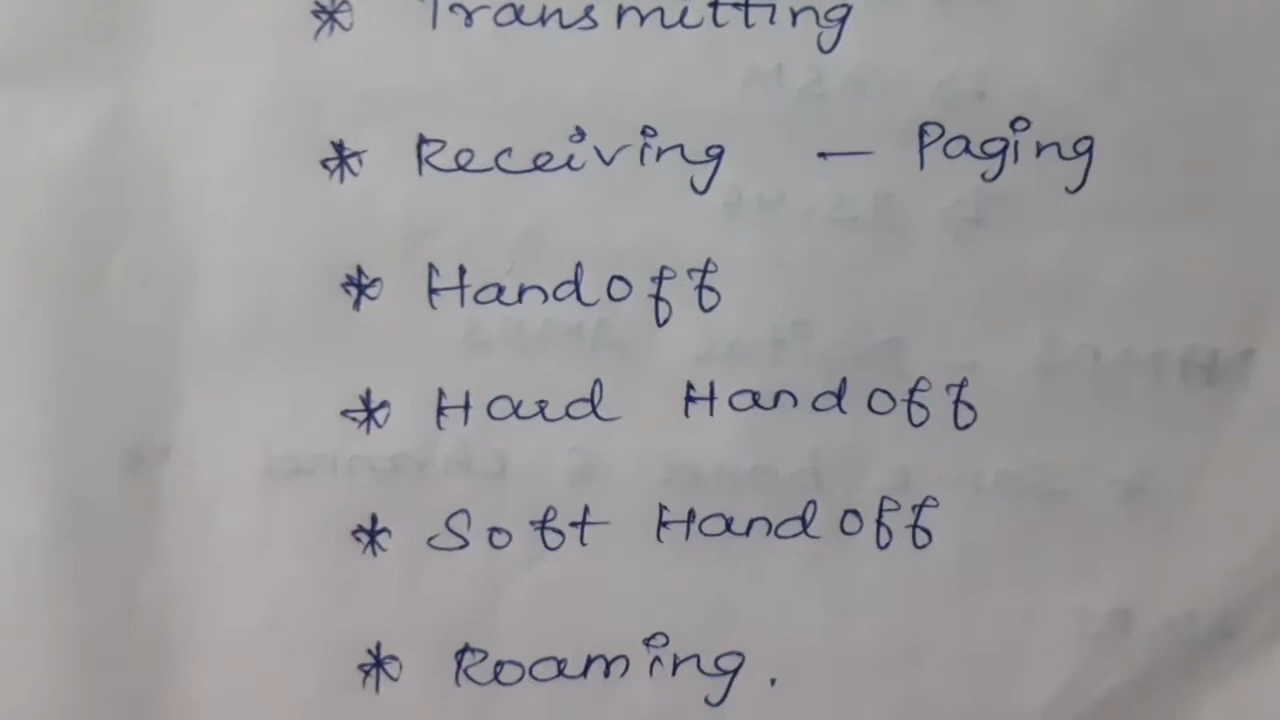 * Transmitting
* Receiving — Paging
* Handoff
* Hard Handoff
* Soft Handoff
* Roaming.